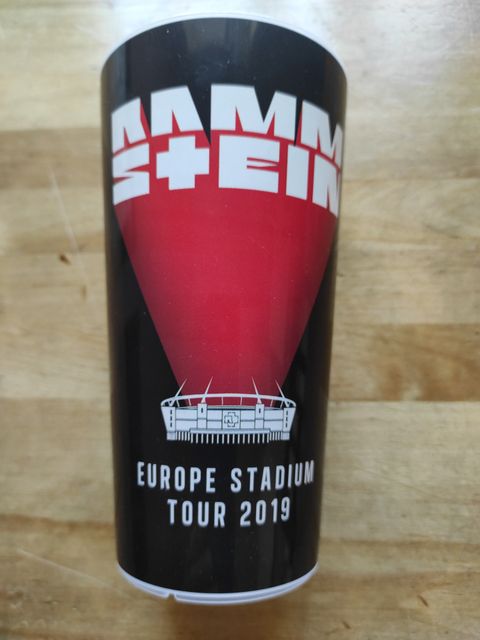 RAMM
STEIN
EUROPE STADIUM
TOUR 2019